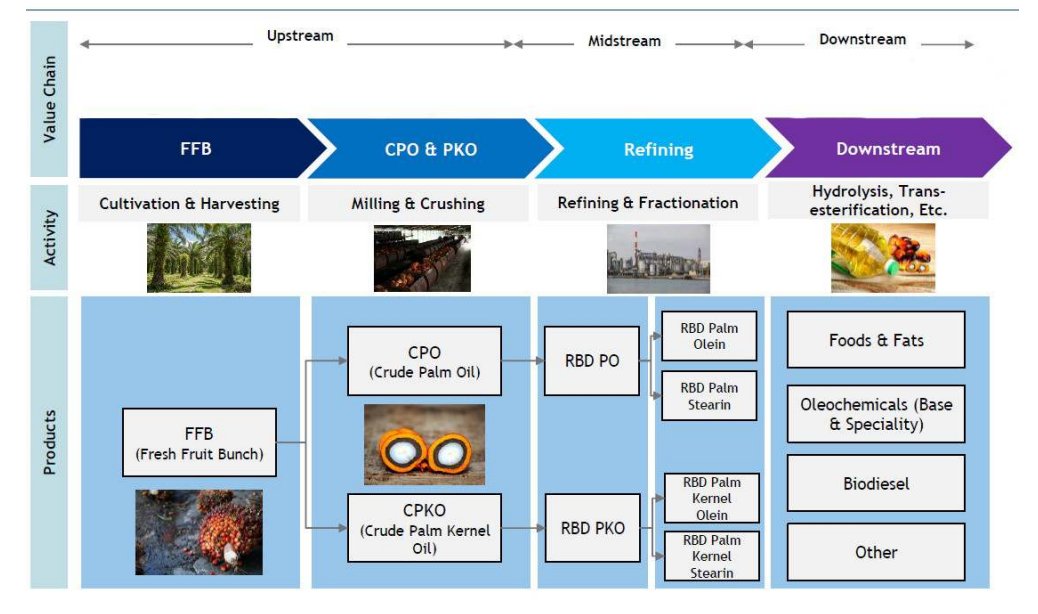 Value Chain
Upstream
Midstream
Downstream
FFB
CPO & PKO
Refining
Downstream
Activity
Cultivation & Harvesting
Milling & Crushing
Refining & Fractionation
Hydrolysis, Trans-
esterification, Etc.
Products
FFB
(Fresh Fruit Bunch)
CPO
(Crude Palm Oil)
CPKO
(Crude Palm Kernel
Oil)
RBD PO
RBD PKO
RBD Palm
Olein
RBD Palm
Stearin
RBD Palm
Kernel
Olein
RBD Palm
Kernel
Stearin
Foods & Fats
Oleochemicals (Base
& Speciality)
Biodiesel
Other